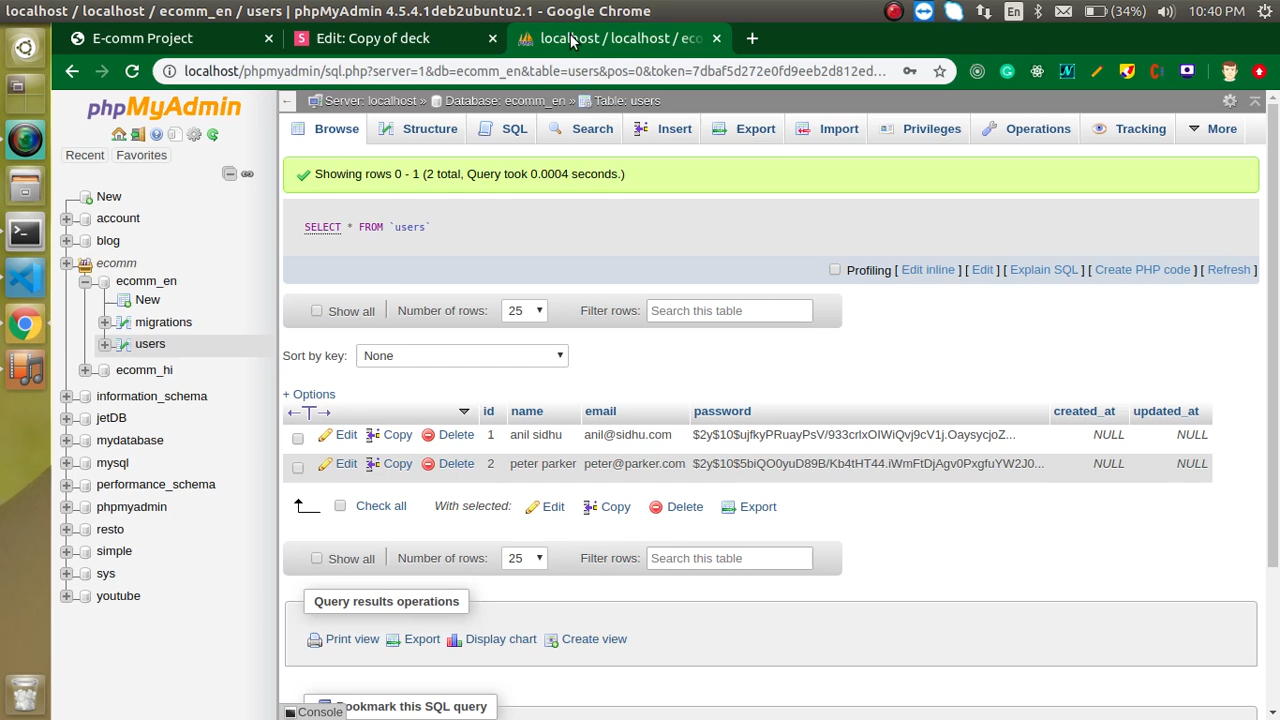 localhost / localhost / ecomm_en / users | phpMyAdmin 4.5.4.1deb2ubuntu2.1 - Google Chrome
En (34%) 10:40 PM
E-comm Project × Edit: Copy of deck × localhost / localhost / eco × +
localhost/phpmyadmin/sql.php?server=1&db=ecomm_en&table=users&pos=0&token=7dbaf5d272e0fd9eeb2d812ed...
phpMyAdmin
Recent Favorites
New
account
blog
ecomm
ecomm_en
New
migrations
users
ecomm_hi
information_schema
jetDB
mydatabase
mysql
performance_schema
phpmyadmin
resto
simple
sys
youtube
Server: localhost » Database: ecomm_en » Table: users
Browse Structure SQL Search Insert Export Import Privileges Operations Tracking More
Showing rows 0 - 1 (2 total, Query took 0.0004 seconds.)
SELECT * FROM `users`
Profiling [ Edit inline ] [ Edit ] [ Explain SQL ] [ Create PHP code ] [ Refresh ]
Show all Number of rows: 25 Filter rows: Search this table
Sort by key: None
+ Options
←T→ id name email password created_at updated_at
Edit Copy Delete 1 anil sidhu anil@sidhu.com $2y$10$ujfkyPRuayPsV/933crlxOIWiQvj9cV1j.OaysycjoZ... NULL NULL
Edit Copy Delete 2 peter parker peter@parker.com $2y$10$5biQO0yuD89B/Kb4tHT44.iWmFtDjAgv0PxgfuYW2J0... NULL NULL
Check all With selected: Edit Copy Delete Export
Show all Number of rows: 25 Filter rows: Search this table
Query results operations
Print view Export Display chart Create view
Bookmark this SQL query
Console